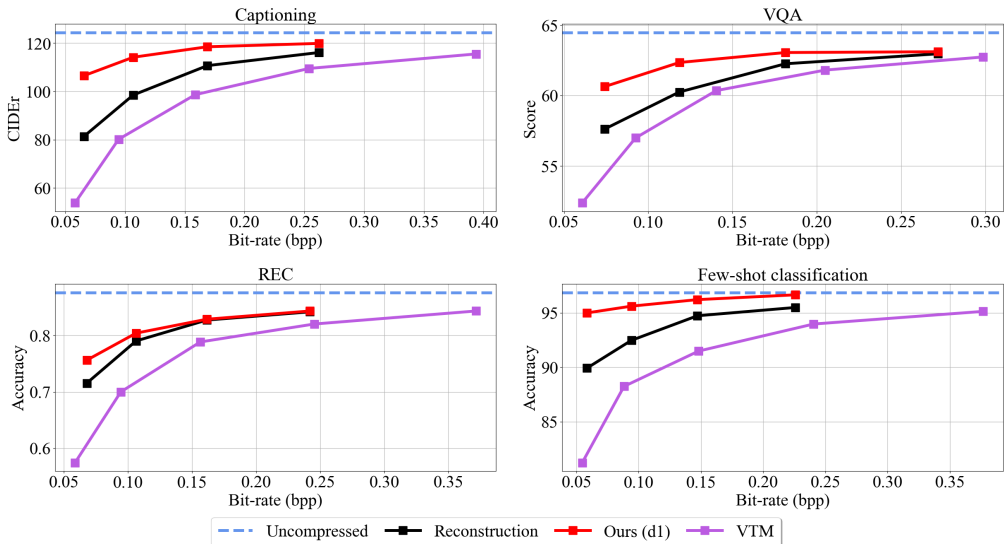 Captioning
120
100
80
60
CIDEr
0.05 0.10 0.15 0.20 0.25 0.30 0.35 0.40
Bit-rate (bpp)
VQA
65
60
55
Score
0.05 0.10 0.15 0.20 0.25 0.30
Bit-rate (bpp)
REC
0.8
0.7
0.6
Accuracy
0.05 0.10 0.15 0.20 0.25 0.30 0.35
Bit-rate (bpp)
Few-shot classification
95
90
85
Accuracy
0.05 0.10 0.15 0.20 0.25 0.30 0.35
Bit-rate (bpp)
Uncompressed Reconstruction Ours (d1) VTM